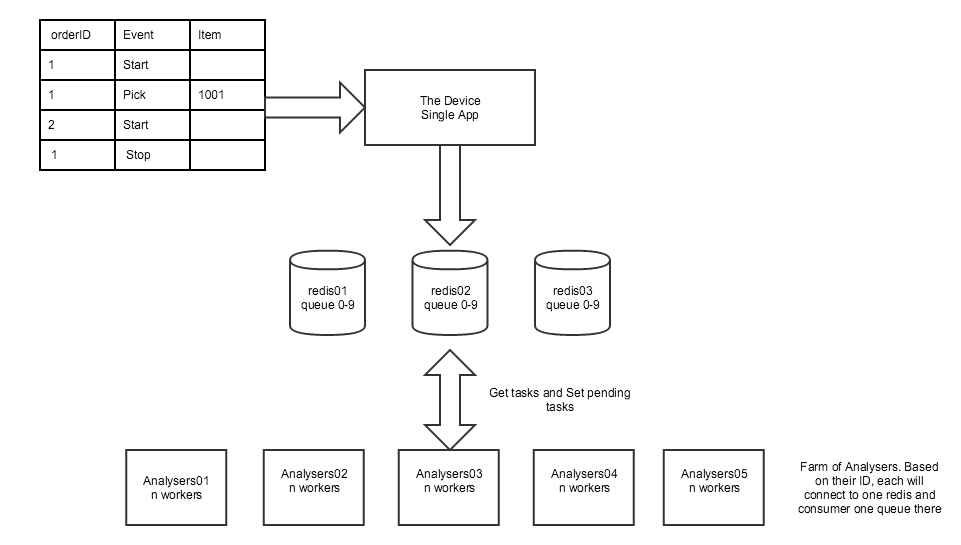 orderID Event Item
1 Start
1 Pick 1001
2 Start
1 Stop
The Device
Single App
redis01
queue 0-9
redis02
queue 0-9
redis03
queue 0-9
Get tasks and Set pending
tasks
Analysers01
n workers
Analysers02
n workers
Analysers03
n workers
Analysers04
n workers
Analysers05
n workers
Farm of Analysers. Based
on their ID, each will
connect to one redis and
consumer one queue there